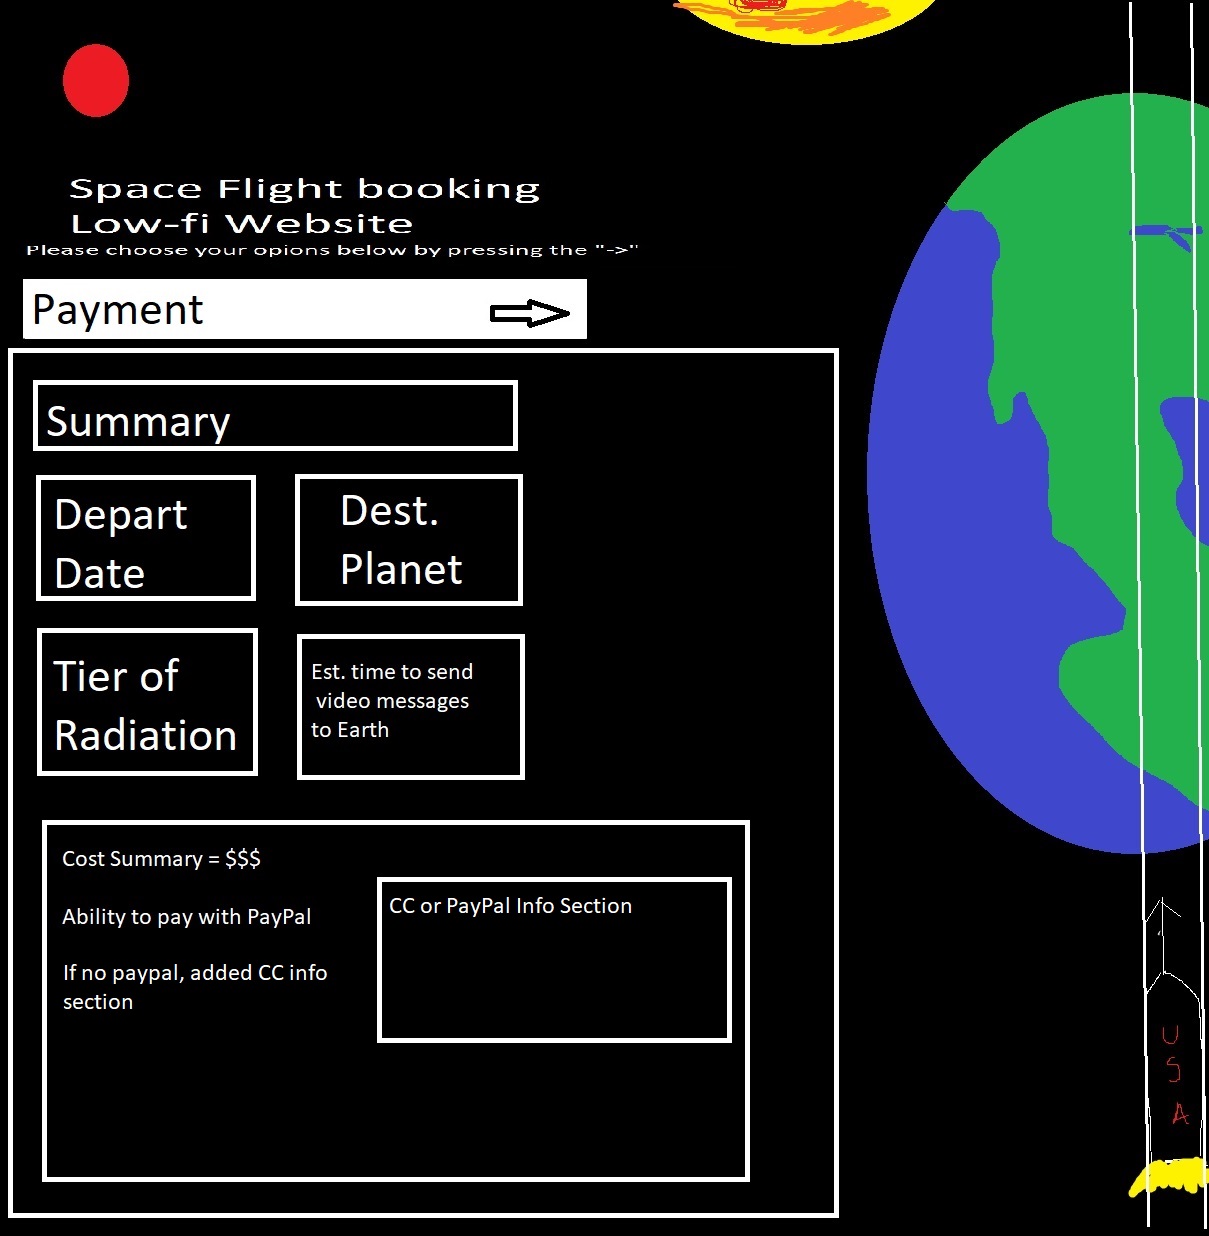 Space Flight booking
Low-fi Website
Please choose your opions below by pressing the "->"
Payment
Summary
Depart
Date
Dest.
Planet
Tier of
Radiation
Est. time to send
video messages
to Earth
Cost Summary = $$$
Ability to pay with PayPal
If no paypal, added CC info
section
CC or PayPal Info Section
U
S
A